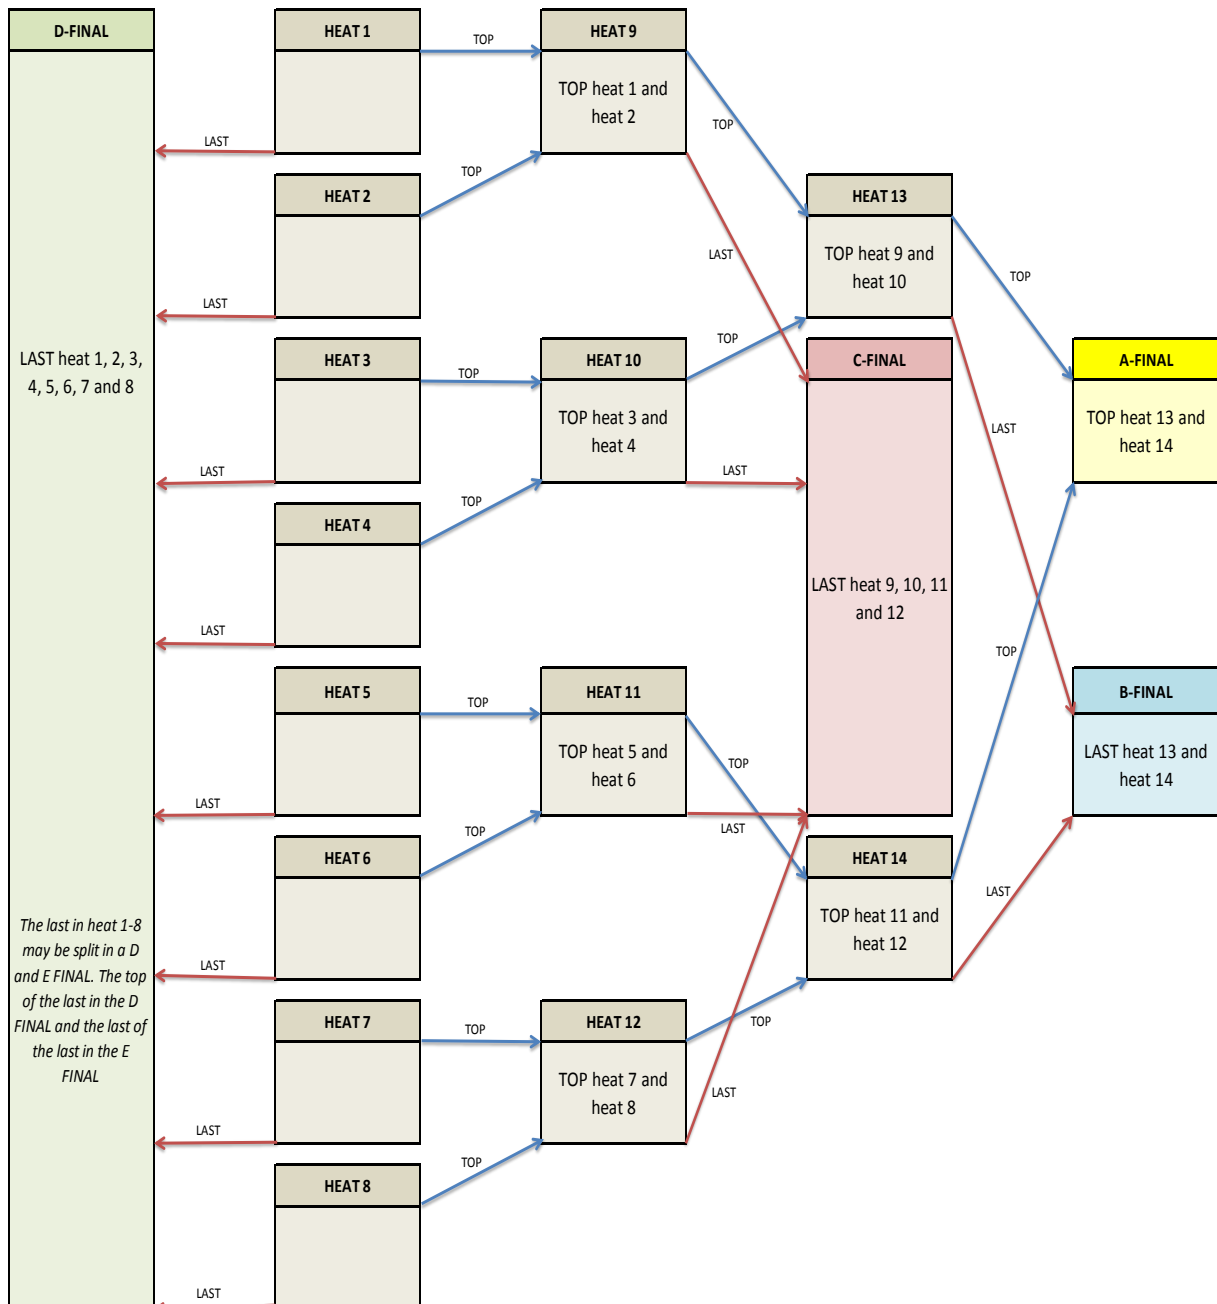 D-FINAL
LAST heat 1, 2, 3,
4, 5, 6, 7 and 8
The last in heat 1-8
may be split in a D
and E FINAL. The top
of the last in the D
FINAL and the last of
the last in the E
FINAL
HEAT 1
TOP
LAST
HEAT 2
TOP
LAST
HEAT 3
TOP
LAST
HEAT 4
TOP
LAST
HEAT 5
TOP
LAST
HEAT 6
TOP
LAST
HEAT 7
TOP
LAST
HEAT 8
TOP
LAST
HEAT 9
TOP heat 1 and
heat 2
TOP
LAST
HEAT 10
TOP heat 3 and
heat 4
TOP
LAST
HEAT 11
TOP heat 5 and
heat 6
TOP
LAST
HEAT 12
TOP heat 7 and
heat 8
TOP
LAST
HEAT 13
TOP heat 9 and
heat 10
TOP
LAST
C-FINAL
LAST heat 9, 10, 11
and 12
HEAT 14
TOP heat 11 and
heat 12
TOP
LAST
A-FINAL
TOP heat 13 and
heat 14
B-FINAL
LAST heat 13 and
heat 14